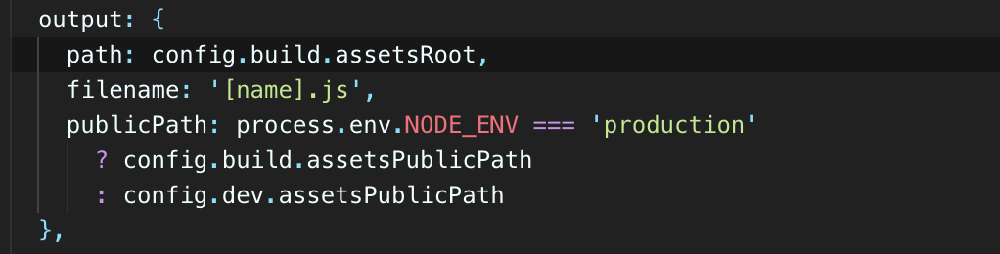 output: {
path: config.build.assetsRoot,
filename: '[name].js',
publicPath: process.env.NODE_ENV === 'production'
? config.build.assetsPublicPath
: config.dev.assetsPublicPath
},